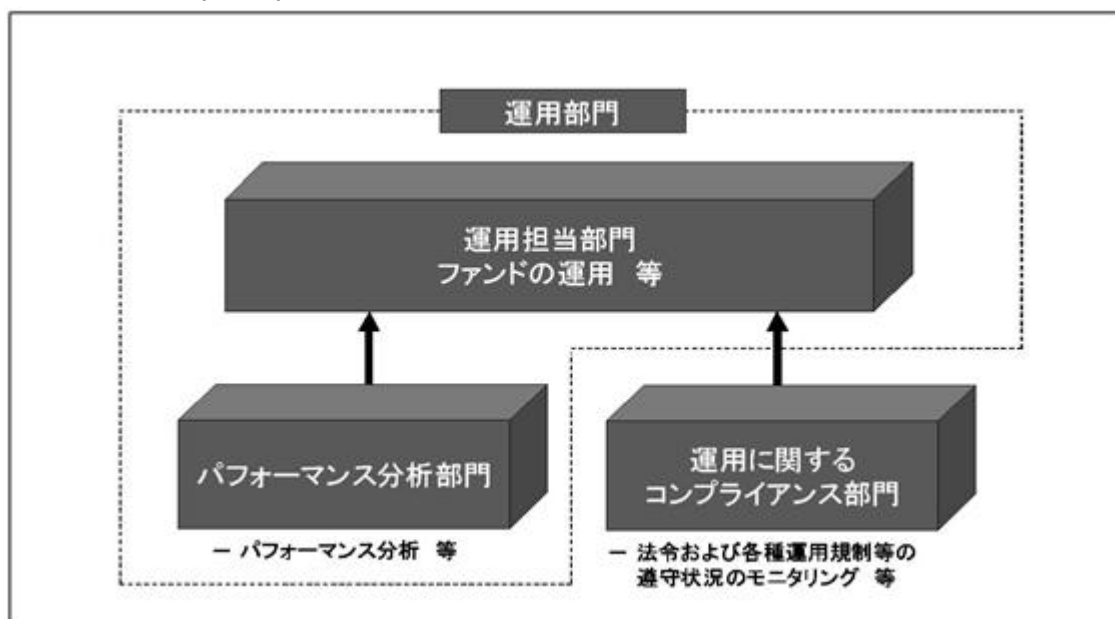 運用部門
運用担当部門
ファンドの運用　等
パフォーマンス分析部門
－ パフォーマンス分析　等
運用に関する
コンプライアンス部門
－ 法令および各種運用規制等の
遵守状況のモニタリング　等